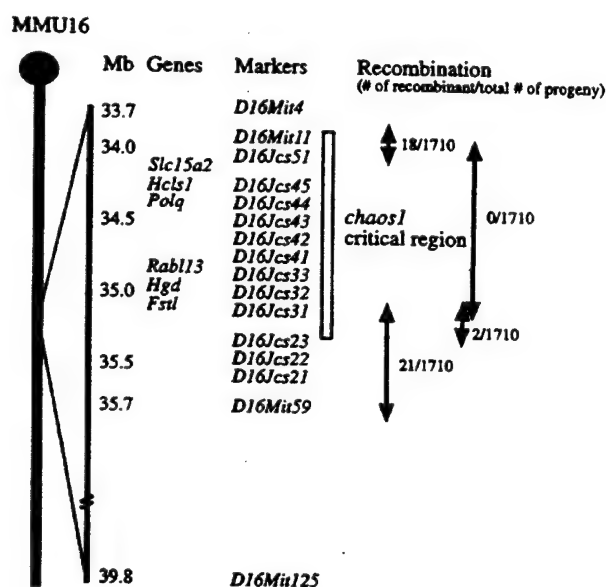 MMU16
Mb Genes Markers Recombination
(# of recombinant/total # of progeny)
33.7 D16Mit4
D16Mit11
34.0 D16Jcs51
18/1710
Slc15a2
Hcls1 D16Jcs45
Polq D16Jcs44
34.5 D16Jcs43
D16Jcs42
chaos1
critical region
0/1710
D16Jcs41
Rabl13 D16Jcs33
35.0 Hgd D16Jcs32
Fstl D16Jcs31
D16Jcs23
2/1710
35.5 D16Jcs22
D16Jcs21
21/1710
35.7 D16Mit59
39.8 D16Mit125